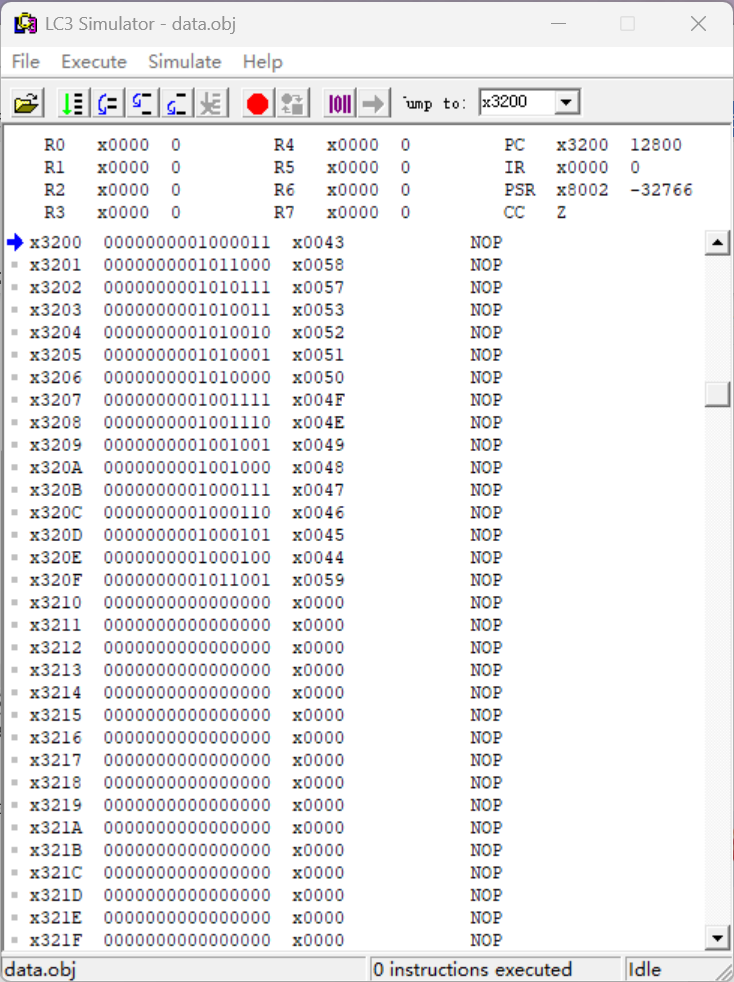 LC3 Simulator - data.obj
File Execute Simulate Help
Jump to: x3200
R0 x0000 0 R4 x0000 0 PC x3200 12800
R1 x0000 0 R5 x0000 0 IR x0000 0
R2 x0000 0 R6 x0000 0 PSR x8002 -32766
R3 x0000 0 R7 x0000 0 CC Z
x3200 0000000001000011 x0043 NOP
x3201 0000000001011000 x0058 NOP
x3202 0000000001010111 x0057 NOP
x3203 0000000001010011 x0053 NOP
x3204 0000000001010010 x0052 NOP
x3205 0000000001010001 x0051 NOP
x3206 0000000001010000 x0050 NOP
x3207 0000000001001111 x004F NOP
x3208 0000000001001110 x004E NOP
x3209 0000000001001001 x0049 NOP
x320A 0000000001001000 x0048 NOP
x320B 0000000001000111 x0047 NOP
x320C 0000000001000110 x0046 NOP
x320D 0000000001000101 x0045 NOP
x320E 0000000001000100 x0044 NOP
x320F 0000000001011001 x0059 NOP
x3210 0000000000000000 x0000 NOP
x3211 0000000000000000 x0000 NOP
x3212 0000000000000000 x0000 NOP
x3213 0000000000000000 x0000 NOP
x3214 0000000000000000 x0000 NOP
x3215 0000000000000000 x0000 NOP
x3216 0000000000000000 x0000 NOP
x3217 0000000000000000 x0000 NOP
x3218 0000000000000000 x0000 NOP
x3219 0000000000000000 x0000 NOP
x321A 0000000000000000 x0000 NOP
x321B 0000000000000000 x0000 NOP
x321C 0000000000000000 x0000 NOP
x321D 0000000000000000 x0000 NOP
x321E 0000000000000000 x0000 NOP
x321F 0000000000000000 x0000 NOP
data.obj 0 instructions executed Idle